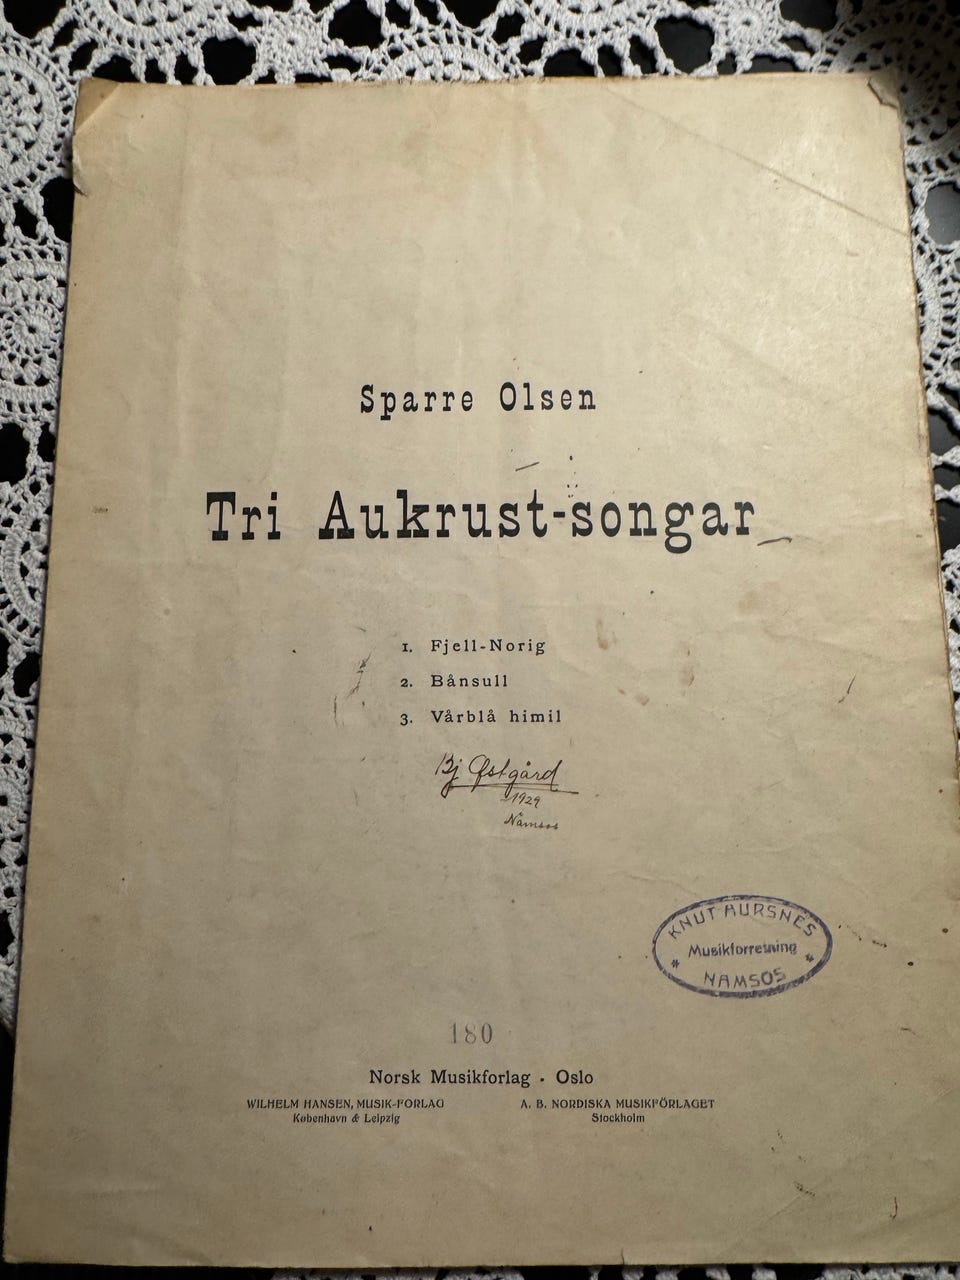 Sparre Olsen
Tri Aukrust-songar
1. Fjell-Norig
2. Bånsull
3. Vårblå himil
Bj Østgård
1929
Namsos
KNUT AURSNES
Musikforretning
NAMSOS
180
Norsk Musikforlag · Oslo
WILHELM HANSEN, MUSIK-FORLAG
København & Leipzig
A. B. NORDISKA MUSIKFÖRLAGET
Stockholm